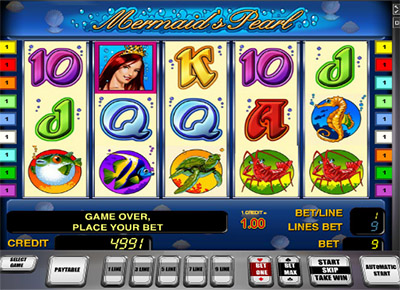 Mermaid's Pearl
10 K 10 J
J Q Q A
GAME OVER,
PLACE YOUR BET
1 CREDIT
1.00
BET/LINE 1
LINES BET 9
CREDIT 4991
BET 9
SELECT GAME
PAYTABLE
1 LINE
3 LINE
5 LINE
7 LINE
9 LINE
BET ONE
BET MAX
START
SKIP
TAKE WIN
AUTOMATIC START